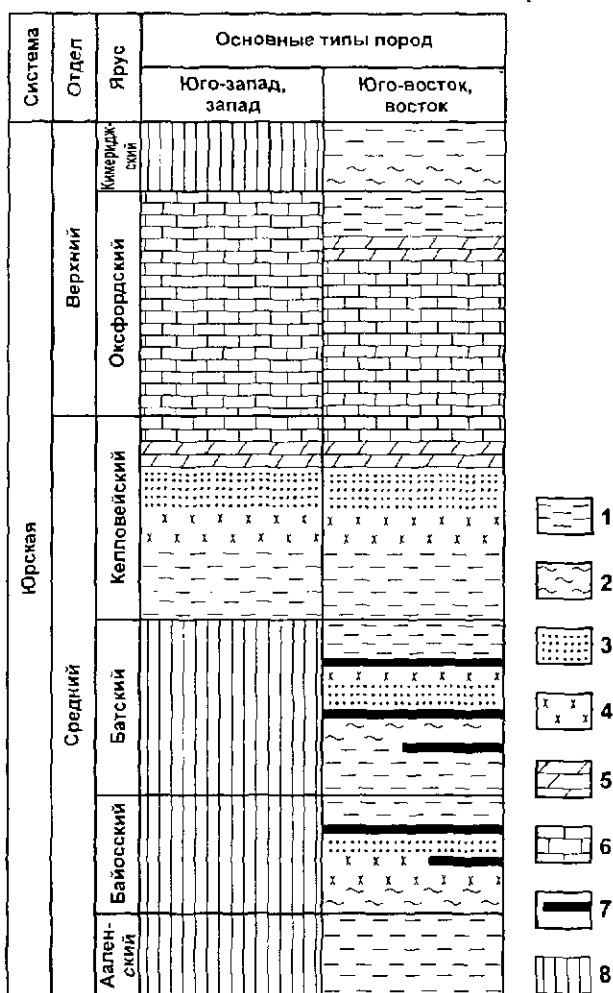 Система
Отдел
Ярус
Основные типы пород
Юго-запад,
запад
Юго-восток,
восток
Юрская
Верхний
Средний
Кимеридж-
ский
Оксфордский
Келловейский
Батский
Байосский
Аален-
ский
1
2
3
4
5
6
7
8